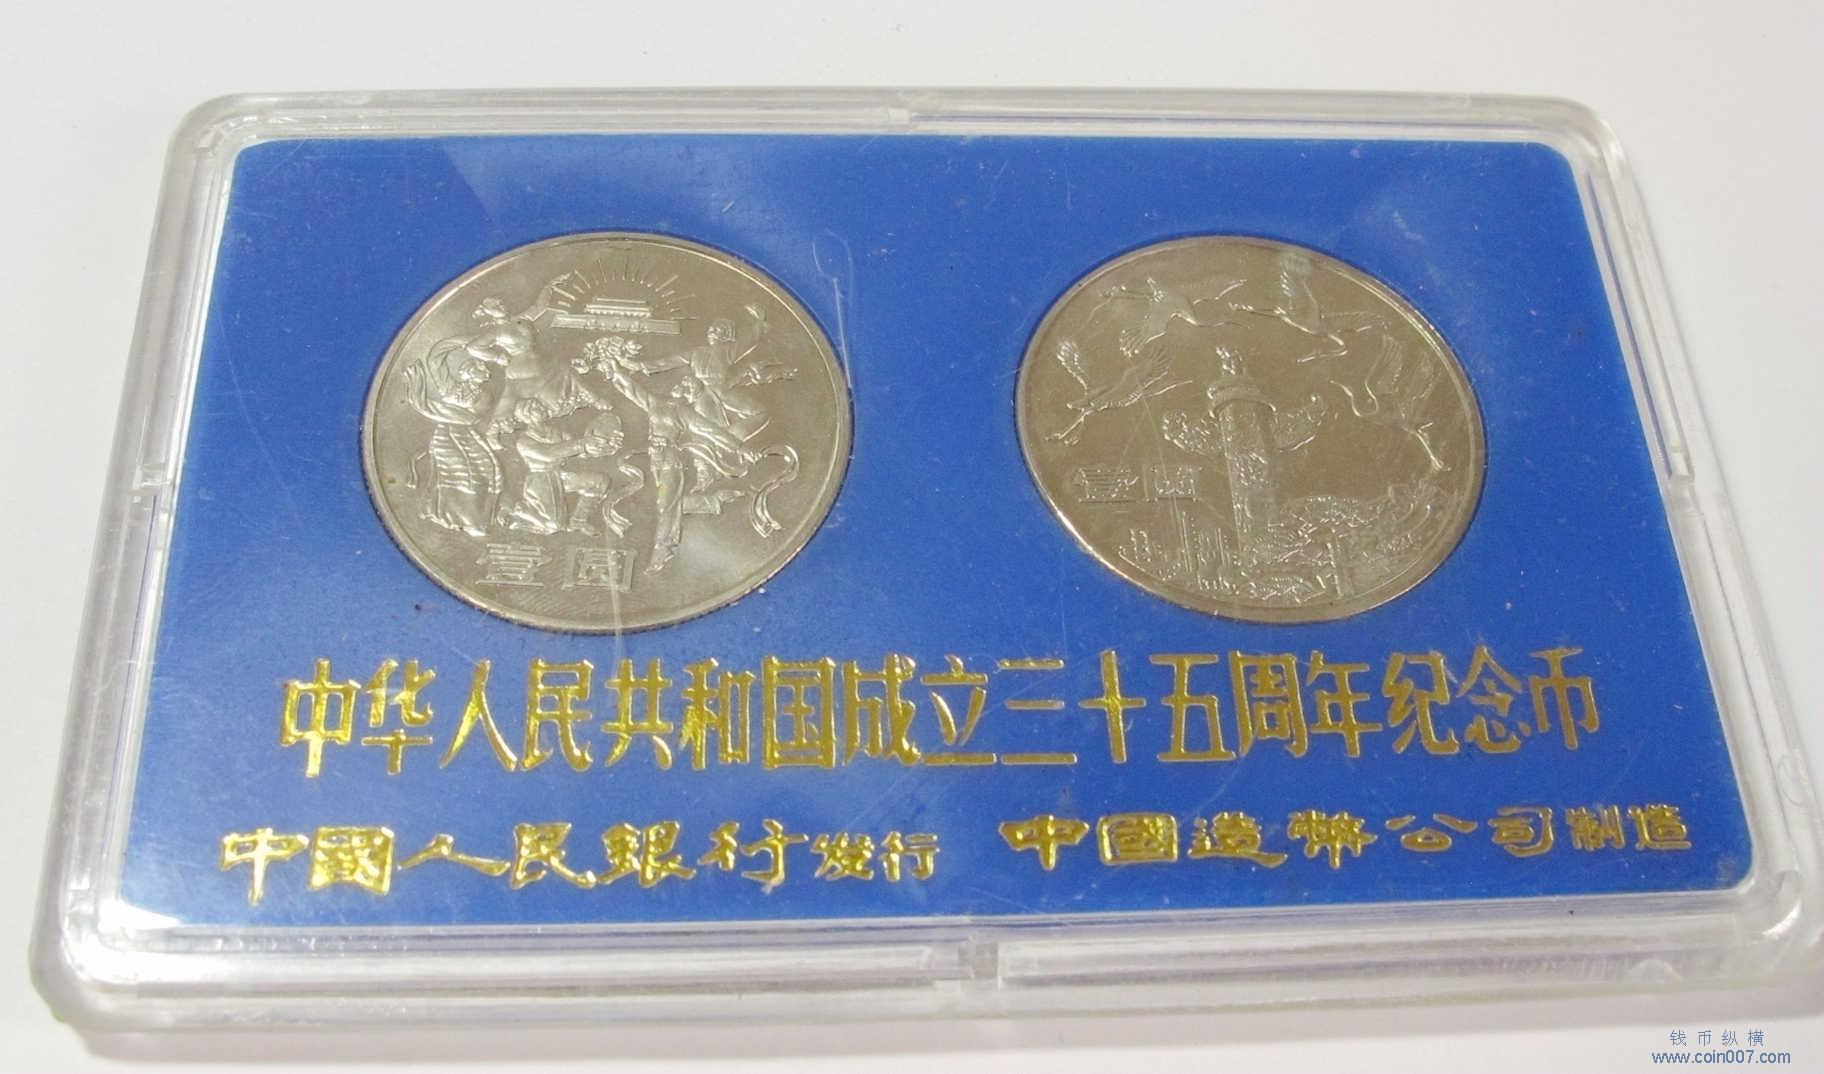 壹圆
壹圆
中华人民共和国成立三十五周年纪念币
中國人民銀行发行 中國造幣公司制造
钱币纵横
www.coin007.com